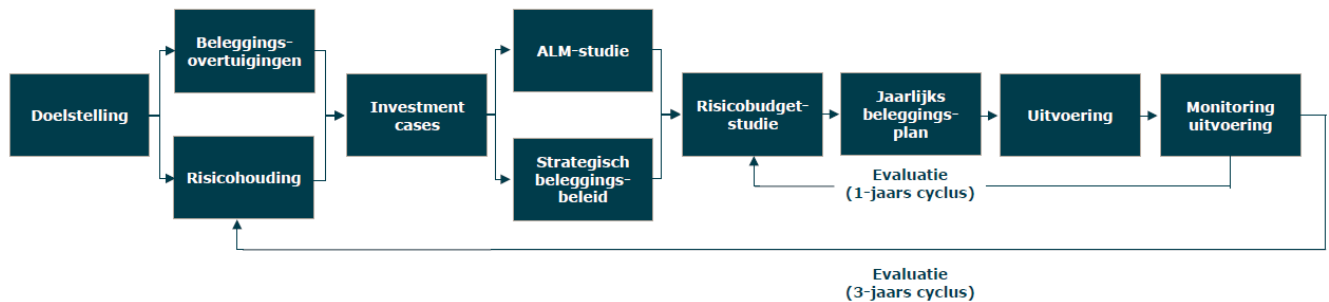 Doelstelling
Beleggings-
overtuigingen
Risicohouding
Investment
cases
ALM-studie
Strategisch
beleggings-
beleid
Risicobudget-
studie
Jaarlijks
beleggings-
plan
Uitvoering
Monitoring
uitvoering
Evaluatie
(1-jaars cyclus)
Evaluatie
(3-jaars cyclus)